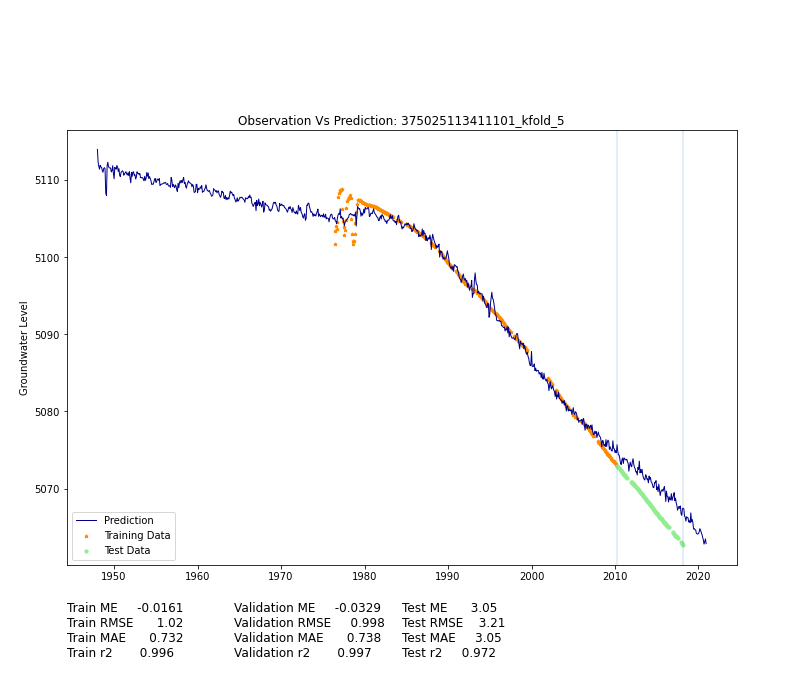 Observation Vs Prediction: 375025113411101_kfold_5
Groundwater Level
5110
5100
5090
5080
5070
1950 1960 1970 1980 1990 2000 2010 2020
Prediction
Training Data
Test Data
Train ME -0.0161 Validation ME -0.0329 Test ME 3.05
Train RMSE 1.02 Validation RMSE 0.998 Test RMSE 3.21
Train MAE 0.732 Validation MAE 0.738 Test MAE 3.05
Train r2 0.996 Validation r2 0.997 Test r2 0.972